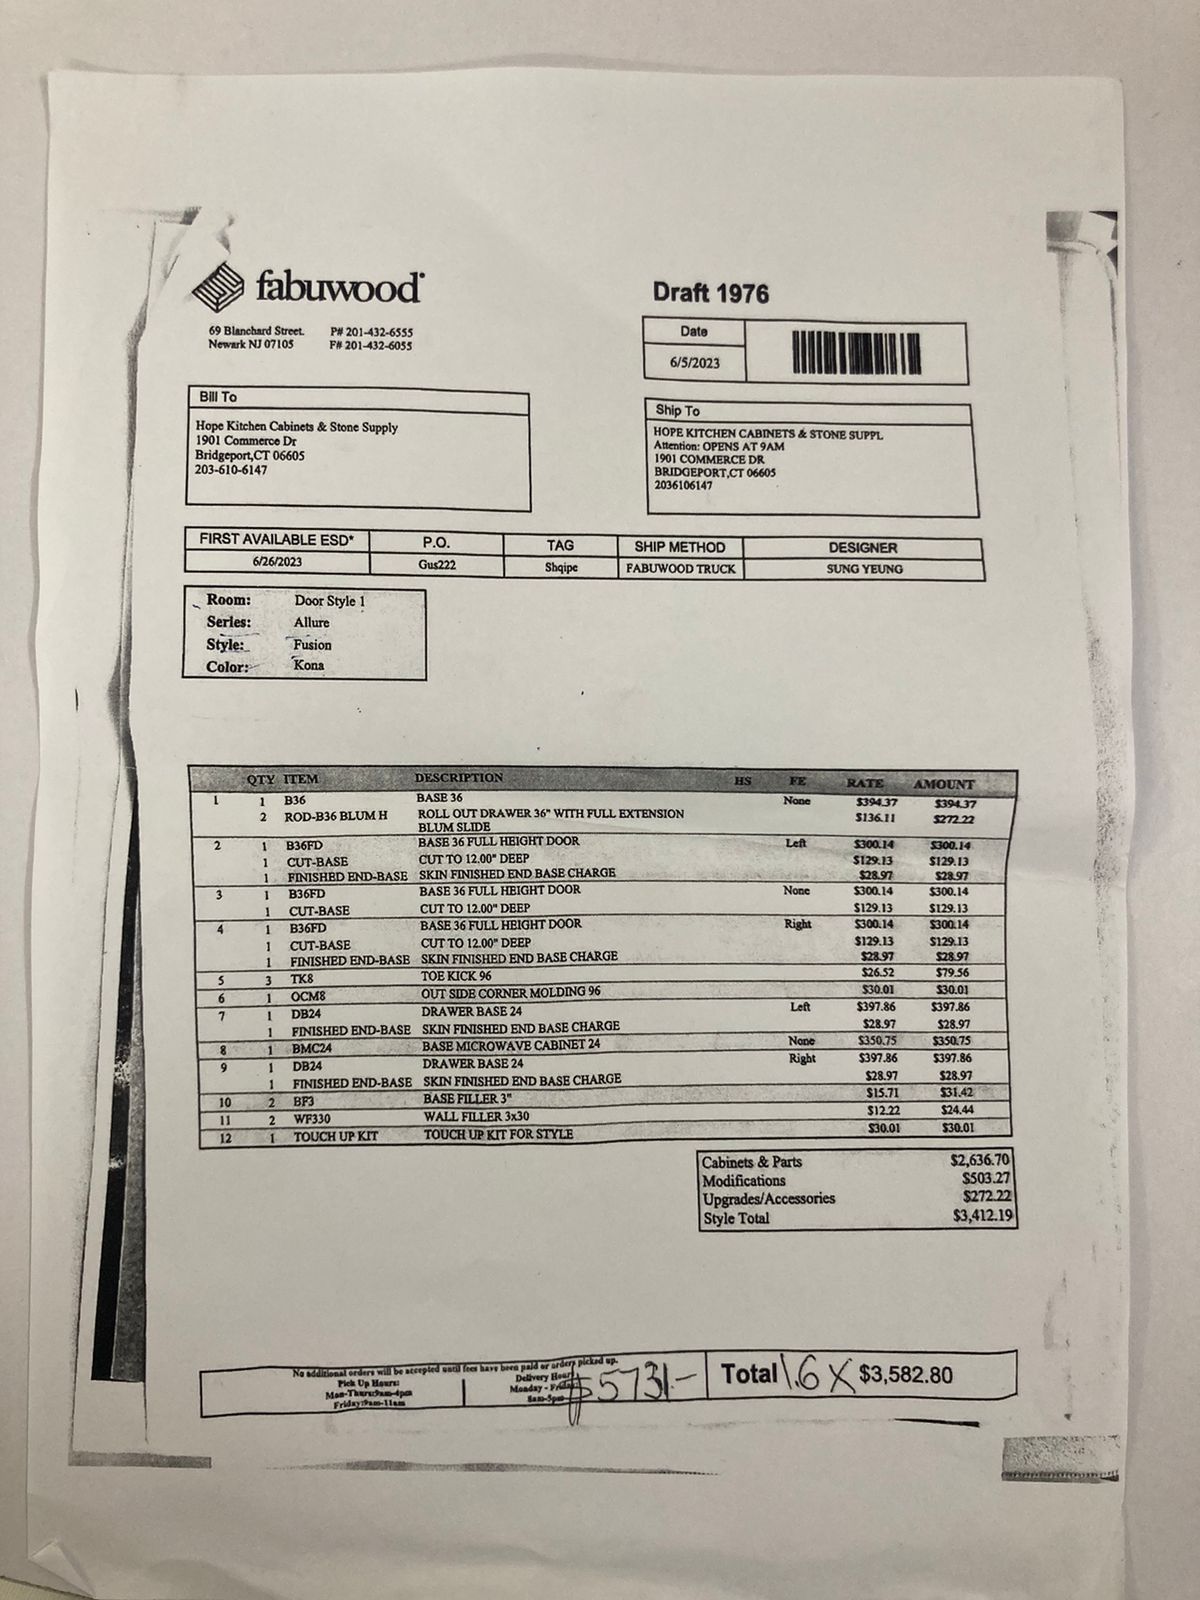 fabuwood
Draft 1976
69 Blanchard Street. P# 201-432-6555
Newark NJ 07105 F# 201-432-6055
Date
6/5/2023
Bill To
Hope Kitchen Cabinets & Stone Supply
1901 Commerce Dr
Bridgeport,CT 06605
203-610-6147
Ship To
HOPE KITCHEN CABINETS & STONE SUPPL
Attention: OPENS AT 9AM
1901 COMMERCE DR
BRIDGEPORT,CT 06605
2036106147
FIRST AVAILABLE ESD* P.O. TAG SHIP METHOD DESIGNER
6/26/2023 Gus222 Shqipe FABUWOOD TRUCK SUNG YEUNG
Room: Door Style 1
Series: Allure
Style: Fusion
Color: Kona
QTY ITEM DESCRIPTION HS FE RATE AMOUNT
1 1 B36 BASE 36 None $394.37 $394.37
2 ROD-B36 BLUM H ROLL OUT DRAWER 36" WITH FULL EXTENSION $136.11 $272.22
BLUM SLIDE
2 1 B36FD BASE 36 FULL HEIGHT DOOR Left $300.14 $300.14
1 CUT-BASE CUT TO 12.00" DEEP $129.13 $129.13
1 FINISHED END-BASE SKIN FINISHED END BASE CHARGE $28.97 $28.97
3 1 B36FD BASE 36 FULL HEIGHT DOOR None $300.14 $300.14
1 CUT-BASE CUT TO 12.00" DEEP $129.13 $129.13
4 1 B36FD BASE 36 FULL HEIGHT DOOR Right $300.14 $300.14
1 CUT-BASE CUT TO 12.00" DEEP $129.13 $129.13
1 FINISHED END-BASE SKIN FINISHED END BASE CHARGE $28.97 $28.97
5 3 TK8 TOE KICK 96 $26.52 $79.56
6 1 OCM8 OUT SIDE CORNER MOLDING 96 $30.01 $30.01
7 1 DB24 DRAWER BASE 24 Left $397.86 $397.86
1 FINISHED END-BASE SKIN FINISHED END BASE CHARGE $28.97 $28.97
8 1 BMC24 BASE MICROWAVE CABINET 24 None $350.75 $350.75
9 1 DB24 DRAWER BASE 24 Right $397.86 $397.86
1 FINISHED END-BASE SKIN FINISHED END BASE CHARGE $28.97 $28.97
10 2 BF3 BASE FILLER 3" $15.71 $31.42
11 2 WF330 WALL FILLER 3x30 $12.22 $24.44
12 1 TOUCH UP KIT TOUCH UP KIT FOR STYLE $30.01 $30.01
Cabinets & Parts $2,636.70
Modifications $503.27
Upgrades/Accessories $272.22
Style Total $3,412.19
No additional orders will be accepted until fees have been paid or orders picked up.
Pick Up Hours:
Mon-Thurs:9am-4pm
Friday:9am-11am
Delivery Hour
Monday - Friday:
8am-5pm
$5731.-
Total 1.6 X $3,582.80